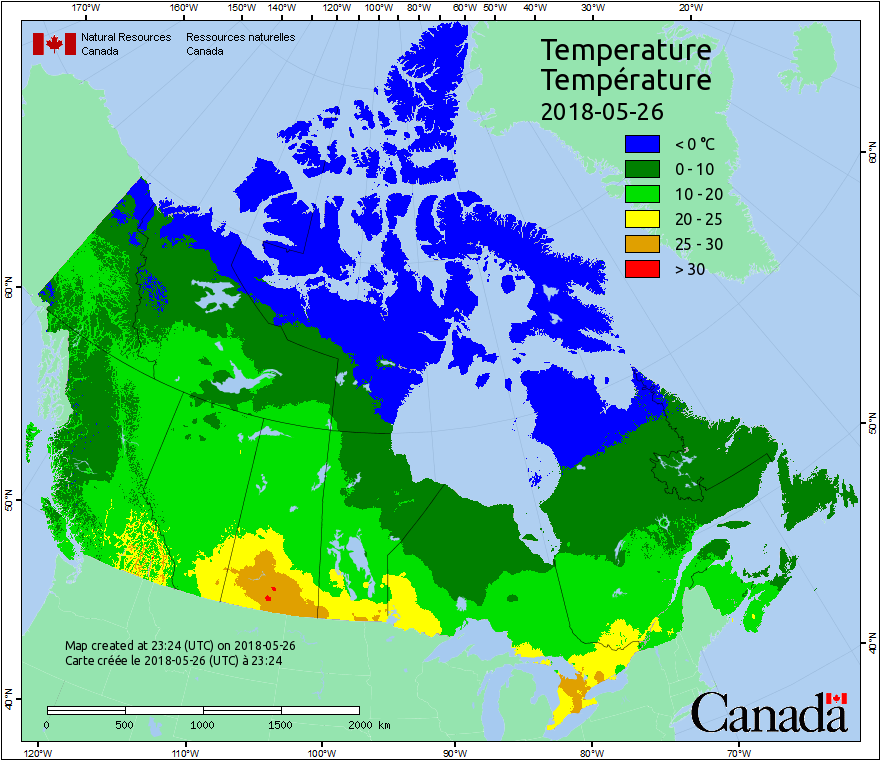 170°W 160°W 150°W 140°W 130°W 120°W 110°W 100°W 90°W 80°W 70°W 60°W 50°W 40°W 30°W 20°W
Natural Resources Ressources naturelles
Canada Canada
Temperature
Température
2018-05-26
< 0 °C
0 - 10
10 - 20
20 - 25
25 - 30
> 30
60°N
50°N
40°N
60°N
50°N
40°N
Map created at 23:24 (UTC) on 2018-05-26
Carte créée le 2018-05-26 (UTC) à 23:24
0 500 1000 1500 2000 km
Canada
120°W 110°W 100°W 90°W 80°W 70°W